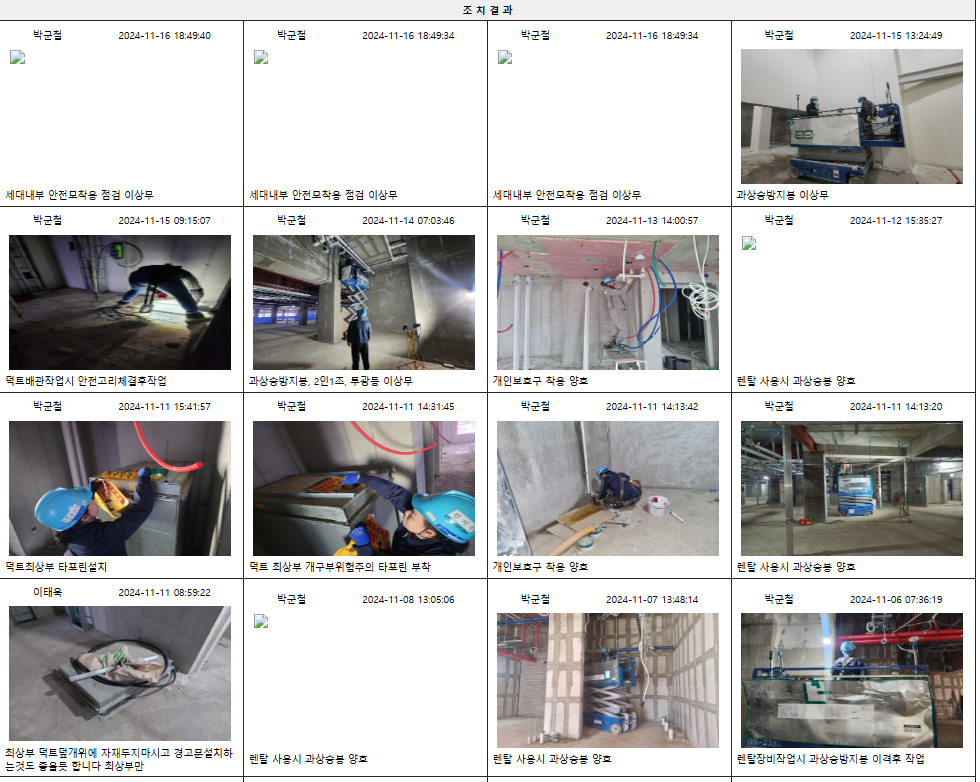 조 치 결 과
박군철 2024-11-16 18:49:40
박군철 2024-11-16 18:49:34
박군철 2024-11-16 18:49:34
박군철 2024-11-15 13:24:49
세대내부 안전모착용 점검 이상무
세대내부 안전모착용 점검 이상무
세대내부 안전모착용 점검 이상무
과상승방지봉 이상무
박군철 2024-11-15 09:15:07
박군철 2024-11-14 07:03:46
박군철 2024-11-13 14:00:57
박군철 2024-11-12 15:35:27
덕트배관작업시 안전고리체결후작업
과상승방지봉, 2인1조, 투광등 이상무
개인보호구 착용 양호
렌탈 사용시 과상승봉 양호
박군철 2024-11-11 15:41:57
박군철 2024-11-11 14:31:45
박군철 2024-11-11 14:13:42
박군철 2024-11-11 14:13:20
덕트최상부 타포린설치
덕트 최상부 개구부위험주의 타포린 부착
개인보호구 착용 양호
렌탈 사용시 과상승봉 양호
이태욱 2024-11-11 08:59:22
박군철 2024-11-08 13:05:06
박군철 2024-11-07 13:48:14
박군철 2024-11-06 07:36:19
최상부 덕트덮개위에 자재두지마시고 경고문설치하
는것도 좋을듯 합니다 최상부만
렌탈 사용시 과상승봉 양호
렌탈 사용시 과상승봉 양호
렌탈장비작업시 과상승방지봉 이격후 작업